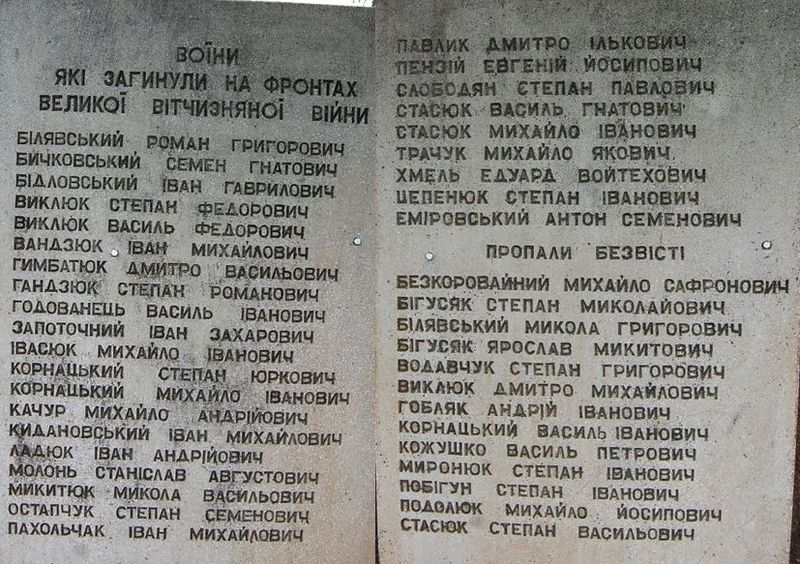 ВОЇНИ
ЯКІ ЗАГИНУЛИ НА ФРОНТАХ
ВЕЛИКОЇ ВІТЧИЗНЯНОЇ ВІЙНИ
БІЛЯВСЬКИЙ РОМАН ГРИГОРОВИЧ
БИЧКОВСЬКИЙ СЕМЕН ГНАТОВИЧ
БІДЛОВСЬКИЙ ІВАН ГАВРИЛОВИЧ
ВИКЛЮК СТЕПАН ФЕДОРОВИЧ
ВИКЛЮК ВАСИЛЬ ФЕДОРОВИЧ
ВАНДЗЮК ІВАН МИХАЙЛОВИЧ
ГИМБАТЮК ДМИТРО ВАСИЛЬОВИЧ
ГАНДЗЮК СТЕПАН РОМАНОВИЧ
ГОДОВАНЕЦЬ ВАСИЛЬ ІВАНОВИЧ
ЗАПОТОЧНИЙ ІВАН ЗАХАРОВИЧ
ІВАСЮК МИХАЙЛО ІВАНОВИЧ
КОРНАЦЬКИЙ СТЕПАН ЮРКОВИЧ
КОРНАЦЬКИЙ МИХАЙЛО ІВАНОВИЧ
КАЧУР МИХАЙЛО АНДРІЙОВИЧ
КИДАНОВСЬКИЙ ІВАН МИХАЙЛОВИЧ
ЛАДЮК ІВАН АНДРІЙОВИЧ
МОЛОНЬ СТАНІСЛАВ АВГУСТОВИЧ
МИКИТЮК МИКОЛА ВАСИЛЬОВИЧ
ОСТАПЧУК СТЕПАН СЕМЕНОВИЧ
ПАХОЛЬЧАК ІВАН МИХАЙЛОВИЧ
ПАВЛИК ДМИТРО ІЛЬКОВИЧ
ПЕНЗІЙ ЕВГЕНІЙ ЙОСИПОВИЧ
СЛОБОДЯН СТЕПАН ПАВЛОВИЧ
СТАСЮК ВАСИЛЬ ГНАТОВИЧ
СТАСЮК МИХАЙЛО ІВАНОВИЧ
ТРАЧУК МИХАЙЛО ЯКОВИЧ
ХМЕЛЬ ЕДУАРД ВОЙТЕХОВИЧ
ЦЕПЕНЮК СТЕПАН ІВАНОВИЧ
ЕМІРОВСЬКИЙ АНТОН СЕМЕНОВИЧ
ПРОПАЛИ БЕЗВІСТІ
БЕЗКОРОВАЙНИЙ МИХАЙЛО САФРОНОВИЧ
БІГУСЯК СТЕПАН МИКОЛАЙОВИЧ
БІЛЯВСЬКИЙ МИКОЛА ГРИГОРОВИЧ
БІГУСЯК ЯРОСЛАВ МИКИТОВИЧ
ВОДАВЧУК СТЕПАН ГРИГОРОВИЧ
ВИКЛЮК ДМИТРО МИХАЙЛОВИЧ
ГОБЛЯК АНДРІЙ ІВАНОВИЧ
КОРНАЦЬКИЙ ВАСИЛЬ ІВАНОВИЧ
КОЖУШКО ВАСИЛЬ ПЕТРОВИЧ
МИРОНЮК СТЕПАН ІВАНОВИЧ
ПОБІГУН СТЕПАН ІВАНОВИЧ
ПОДОЛЮК МИХАЙЛО ЙОСИПОВИЧ
СТАСЮК СТЕПАН ВАСИЛЬОВИЧ